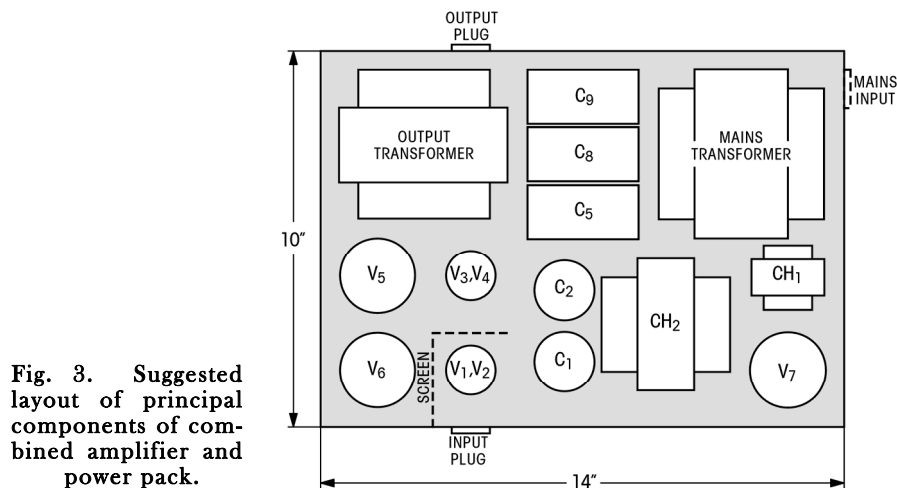 OUTPUT
PLUG
MAINS
INPUT
C9
OUTPUT
TRANSFORMER
C8
MAINS
TRANSFORMER
C5
10″
V5
V3,V4
C2
CH1
CH2
V6
SCREEN
V1,V2
C1
V7
INPUT
PLUG
14″
Fig. 3. Suggested
layout of principal
components of com-
bined amplifier and
power pack.